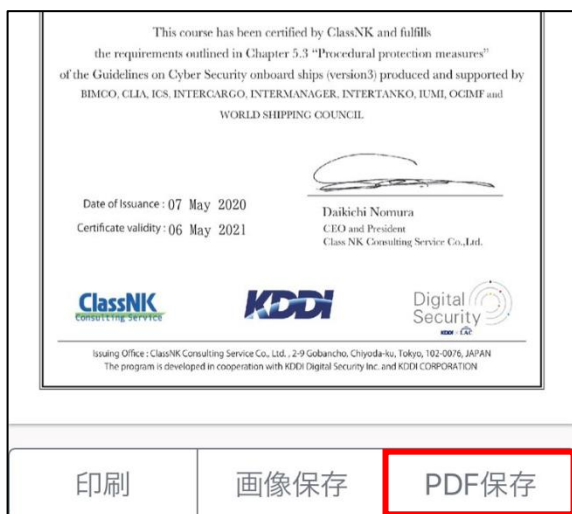 This course has been certified by ClassNK and fulfills
the requirements outlined in Chapter 5.3 “Procedural protection measures”
of the Guidelines on Cyber Security onboard ships (version3) produced and supported by
BIMCO, CLIA, ICS, INTERCARGO, INTERMANAGER, INTERTANKO, IUMI, OCIMF and
WORLD SHIPPING COUNCIL
Date of Issuance : 07 May 2020
Certificate validity : 06 May 2021
Daikichi Nomura
CEO and President
Class NK Consulting Service Co.,Ltd.
ClassNK
Consulting Service
KDDI
Digital
Security
KDDI - LAC
Issuing Office : ClassNK Consulting Service Co., Ltd. , 2-9 Gobancho, Chiyoda-ku, Tokyo, 102-0076, JAPAN
The program is developed in cooperation with KDDI Digital Security Inc. and KDDI CORPORATION
印刷
画像保存
PDF保存